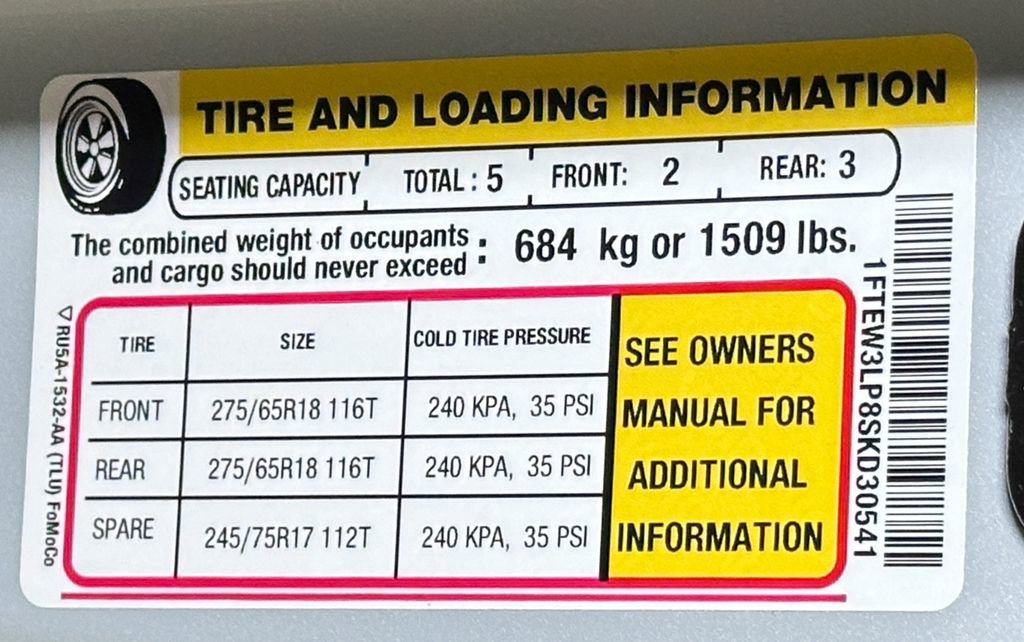 TIRE AND LOADING INFORMATION
SEATING CAPACITY TOTAL: 5 FRONT: 2 REAR: 3
The combined weight of occupants
and cargo should never exceed : 684 kg or 1509 lbs.
TIRE SIZE COLD TIRE PRESSURE
FRONT 275/65R18 116T 240 KPA, 35 PSI
REAR 275/65R18 116T 240 KPA, 35 PSI
SPARE 245/75R17 112T 240 KPA, 35 PSI
SEE OWNERS
MANUAL FOR
ADDITIONAL
INFORMATION
1FTEW3LP8SKD30541
▽ RU5A-1532-AA (TLU) FoMoCo